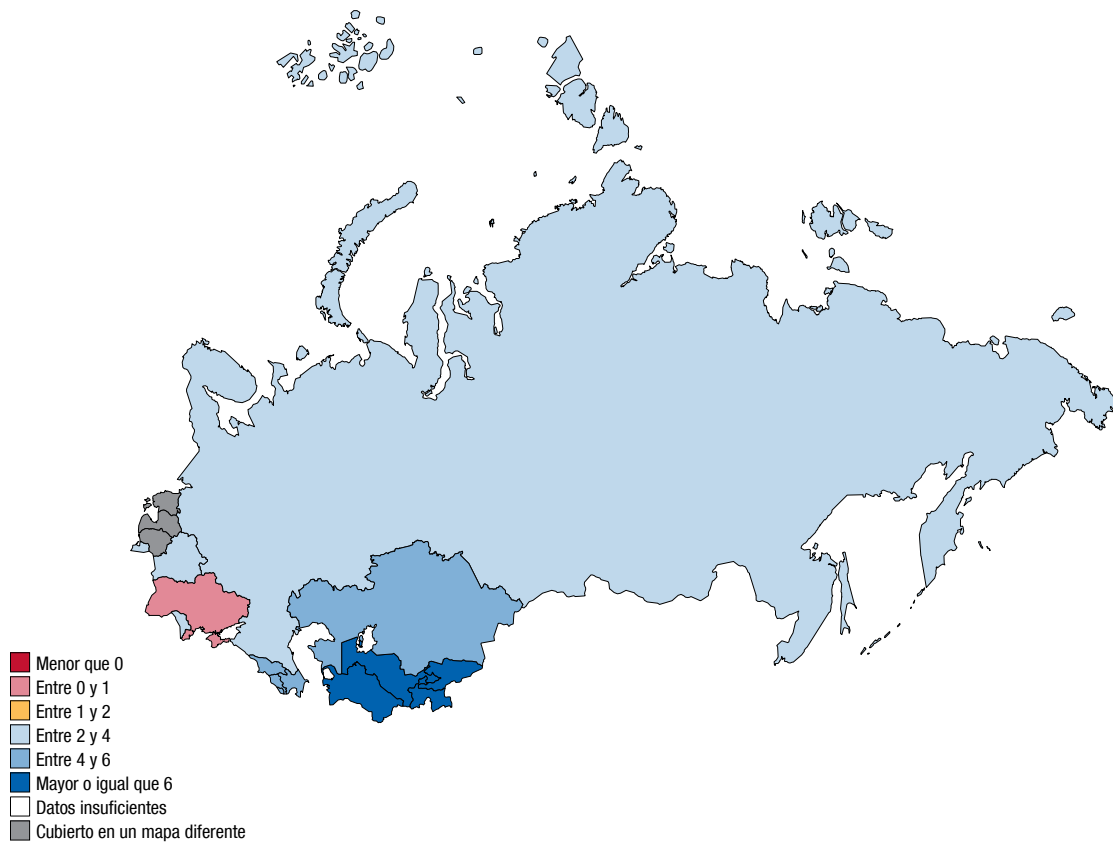 Menor que 0
Entre 0 y 1
Entre 1 y 2
Entre 2 y 4
Entre 4 y 6
Mayor o igual que 6
Datos insuficientes
Cubierto en un mapa diferente